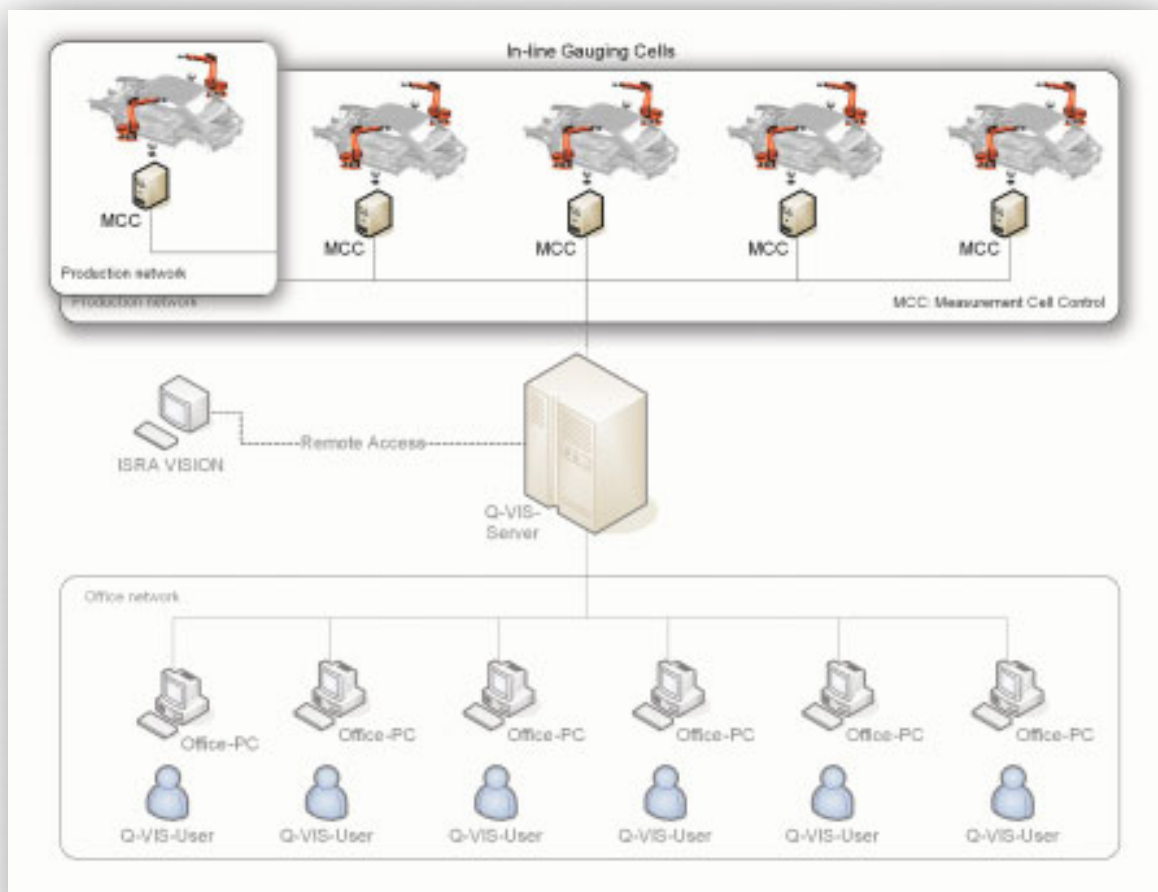 In-line Gauging Cells
MCC
MCC
MCC
MCC
MCC
Production network
Production network
MCC: Measurement Cell Control
ISRA VISION
Remote Access
Q-VIS-
Server
Office network
Office-PC
Office-PC
Office-PC
Office-PC
Office-PC
Office-PC
Q-VIS-User
Q-VIS-User
Q-VIS-User
Q-VIS-User
Q-VIS-User
Q-VIS-User